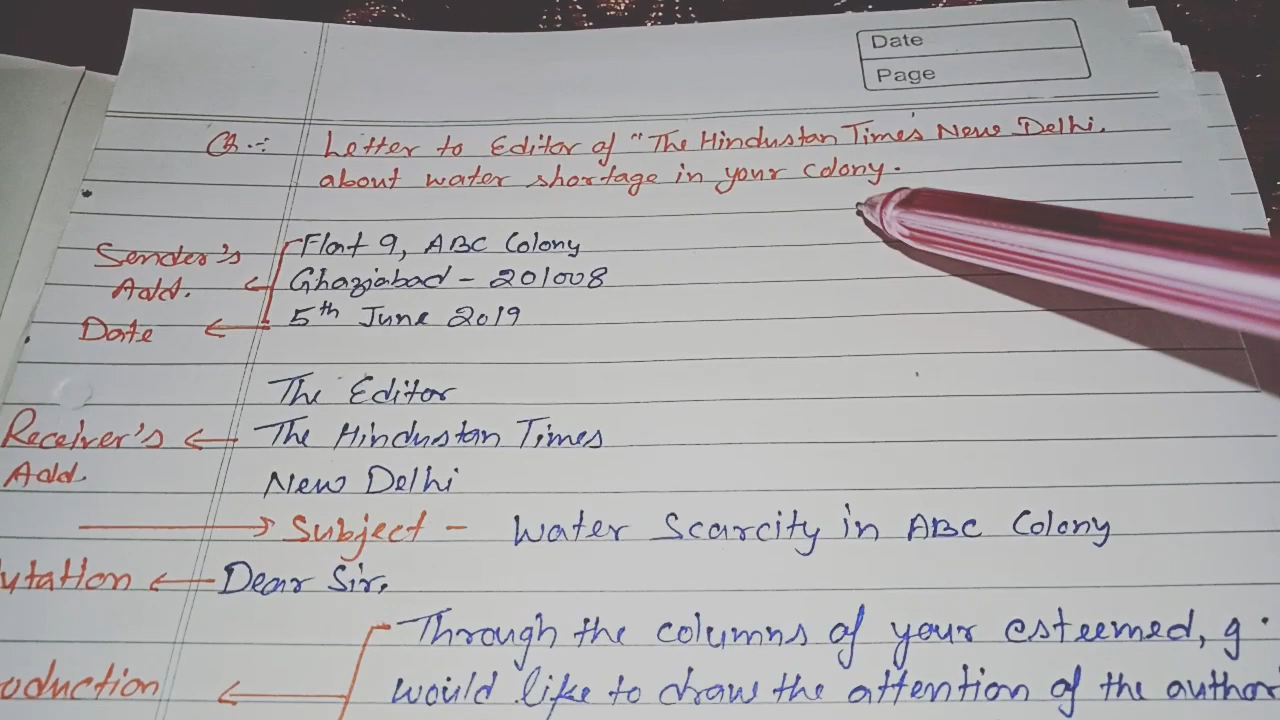 Date
Page
Q. :- Letter to Editor of "The Hindustan Times New Delhi.
about water shortage in your colony.
Sender's Add. Flat 9, ABC Colony
Ghaziabad - 201008
Date 5th June 2019
The Editor
Receiver's Add. The Hindustan Times
New Delhi
Subject - Water Scarcity in ABC Colony
utation Dear Sir,
Through the columns of your esteemed, g
oduction would like to draw the attention of the author